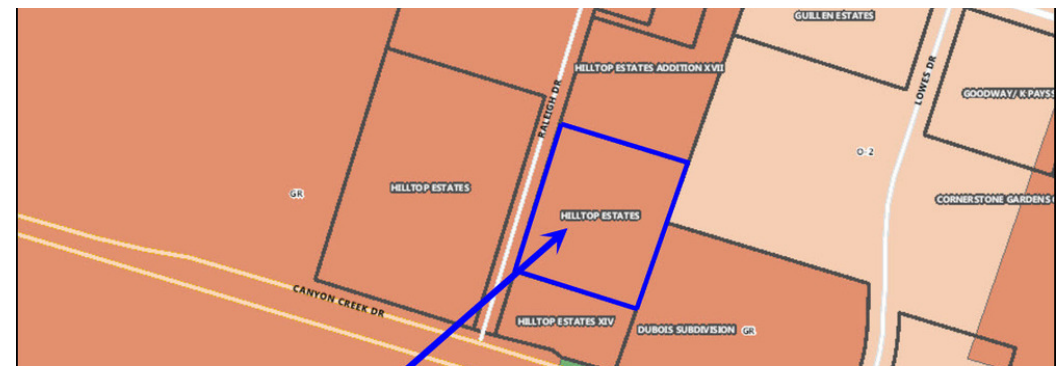 GUILLEN ESTATES
HILLTOP ESTATES ADDITION XVII
LOWES DR
GOODWAY/ K PAYSS
RALEIGH DR
O-2
HILLTOP ESTATES
GR
CORNERSTONE GARDENS
HILLTOP ESTATES
CANYON CREEK DR
HILLTOP ESTATES XIV
DUBOIS SUBDIVISION
GR